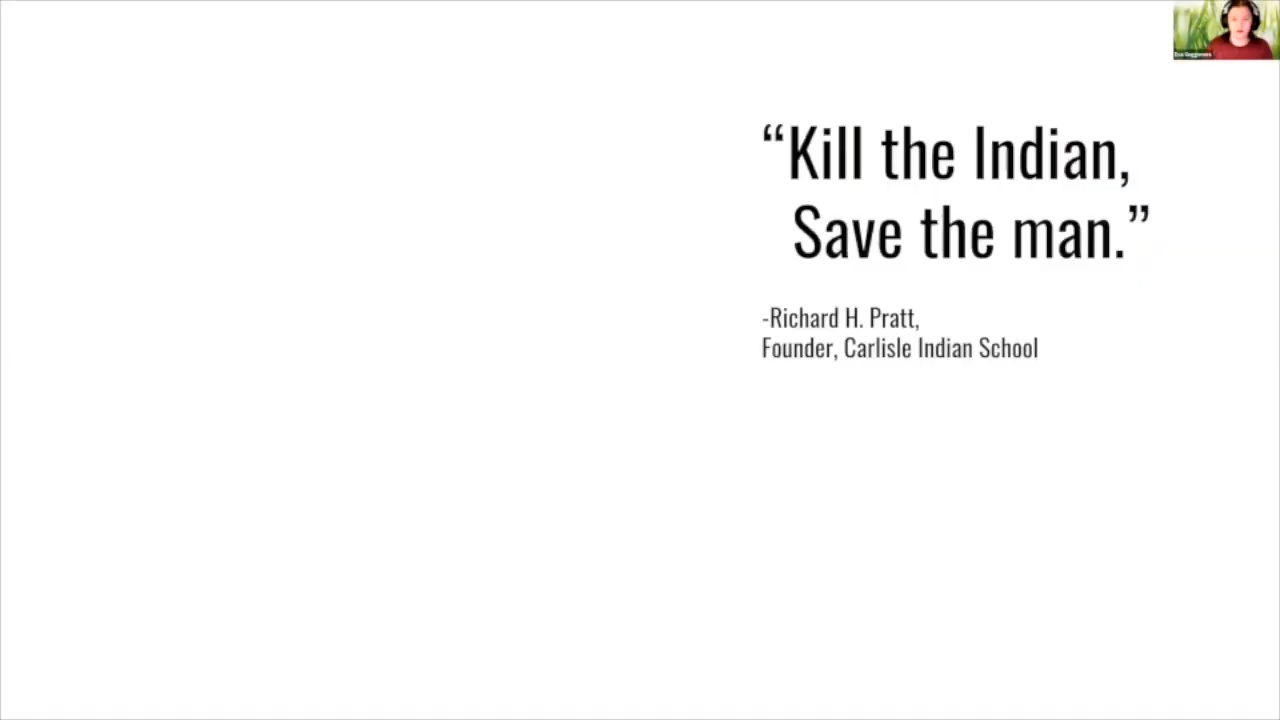 “Kill the Indian,
Save the man.”
-Richard H. Pratt,
Founder, Carlisle Indian School